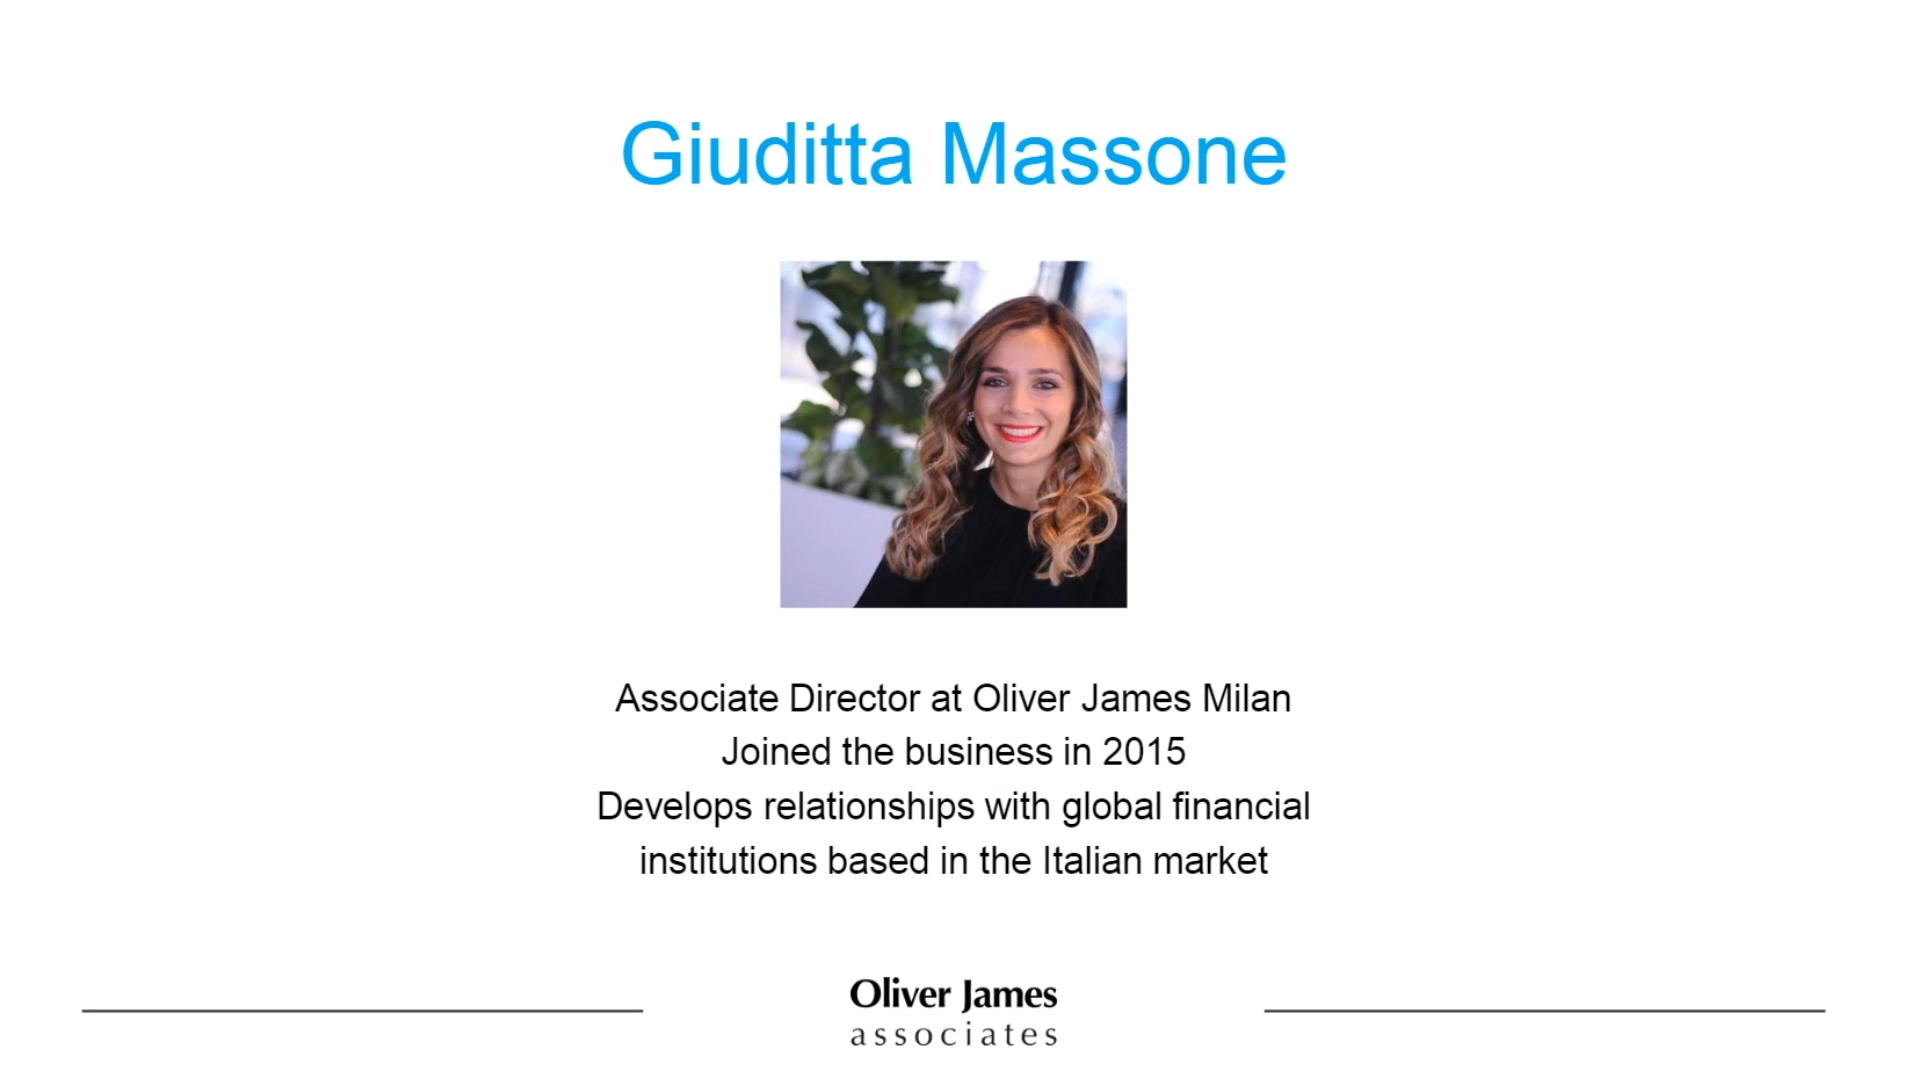 Giuditta Massone
Associate Director at Oliver James Milan
Joined the business in 2015
Develops relationships with global financial
institutions based in the Italian market
Oliver James
associates